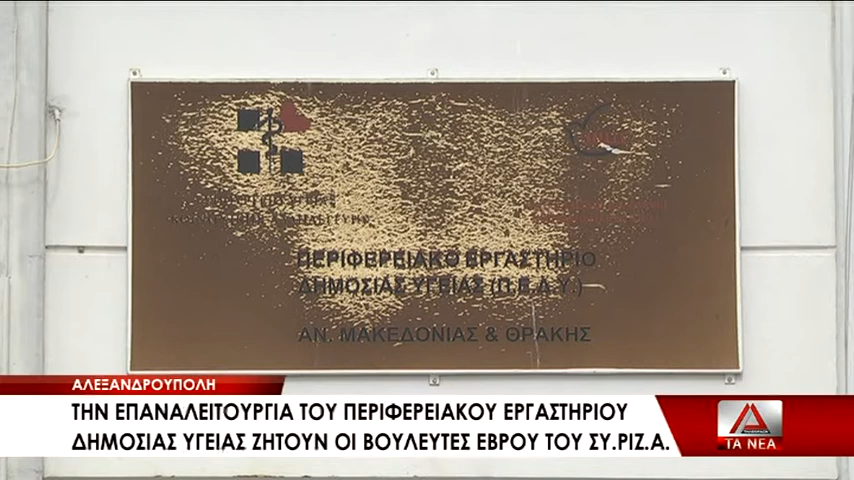 ΠΕΡΙΦΕΡΕΙΑΚΟ ΕΡΓΑΣΤΗΡΙΟ
ΔΗΜΟΣΙΑΣ ΥΓΕΙΑΣ (Π.Ε.Δ.Υ.)
ΑΝ. ΜΑΚΕΔΟΝΙΑΣ & ΘΡΑΚΗΣ
ΑΛΕΞΑΝΔΡΟΥΠΟΛΗ
ΤΗΝ ΕΠΑΝΑΛΕΙΤΟΥΡΓΙΑ ΤΟΥ ΠΕΡΙΦΕΡΕΙΑΚΟΥ ΕΡΓΑΣΤΗΡΙΟΥ
ΔΗΜΟΣΙΑΣ ΥΓΕΙΑΣ ΖΗΤΟΥΝ ΟΙ ΒΟΥΛΕΥΤΕΣ ΕΒΡΟΥ ΤΟΥ ΣΥ.ΡΙΖ.Α.
ΤΑ ΝΕΑ